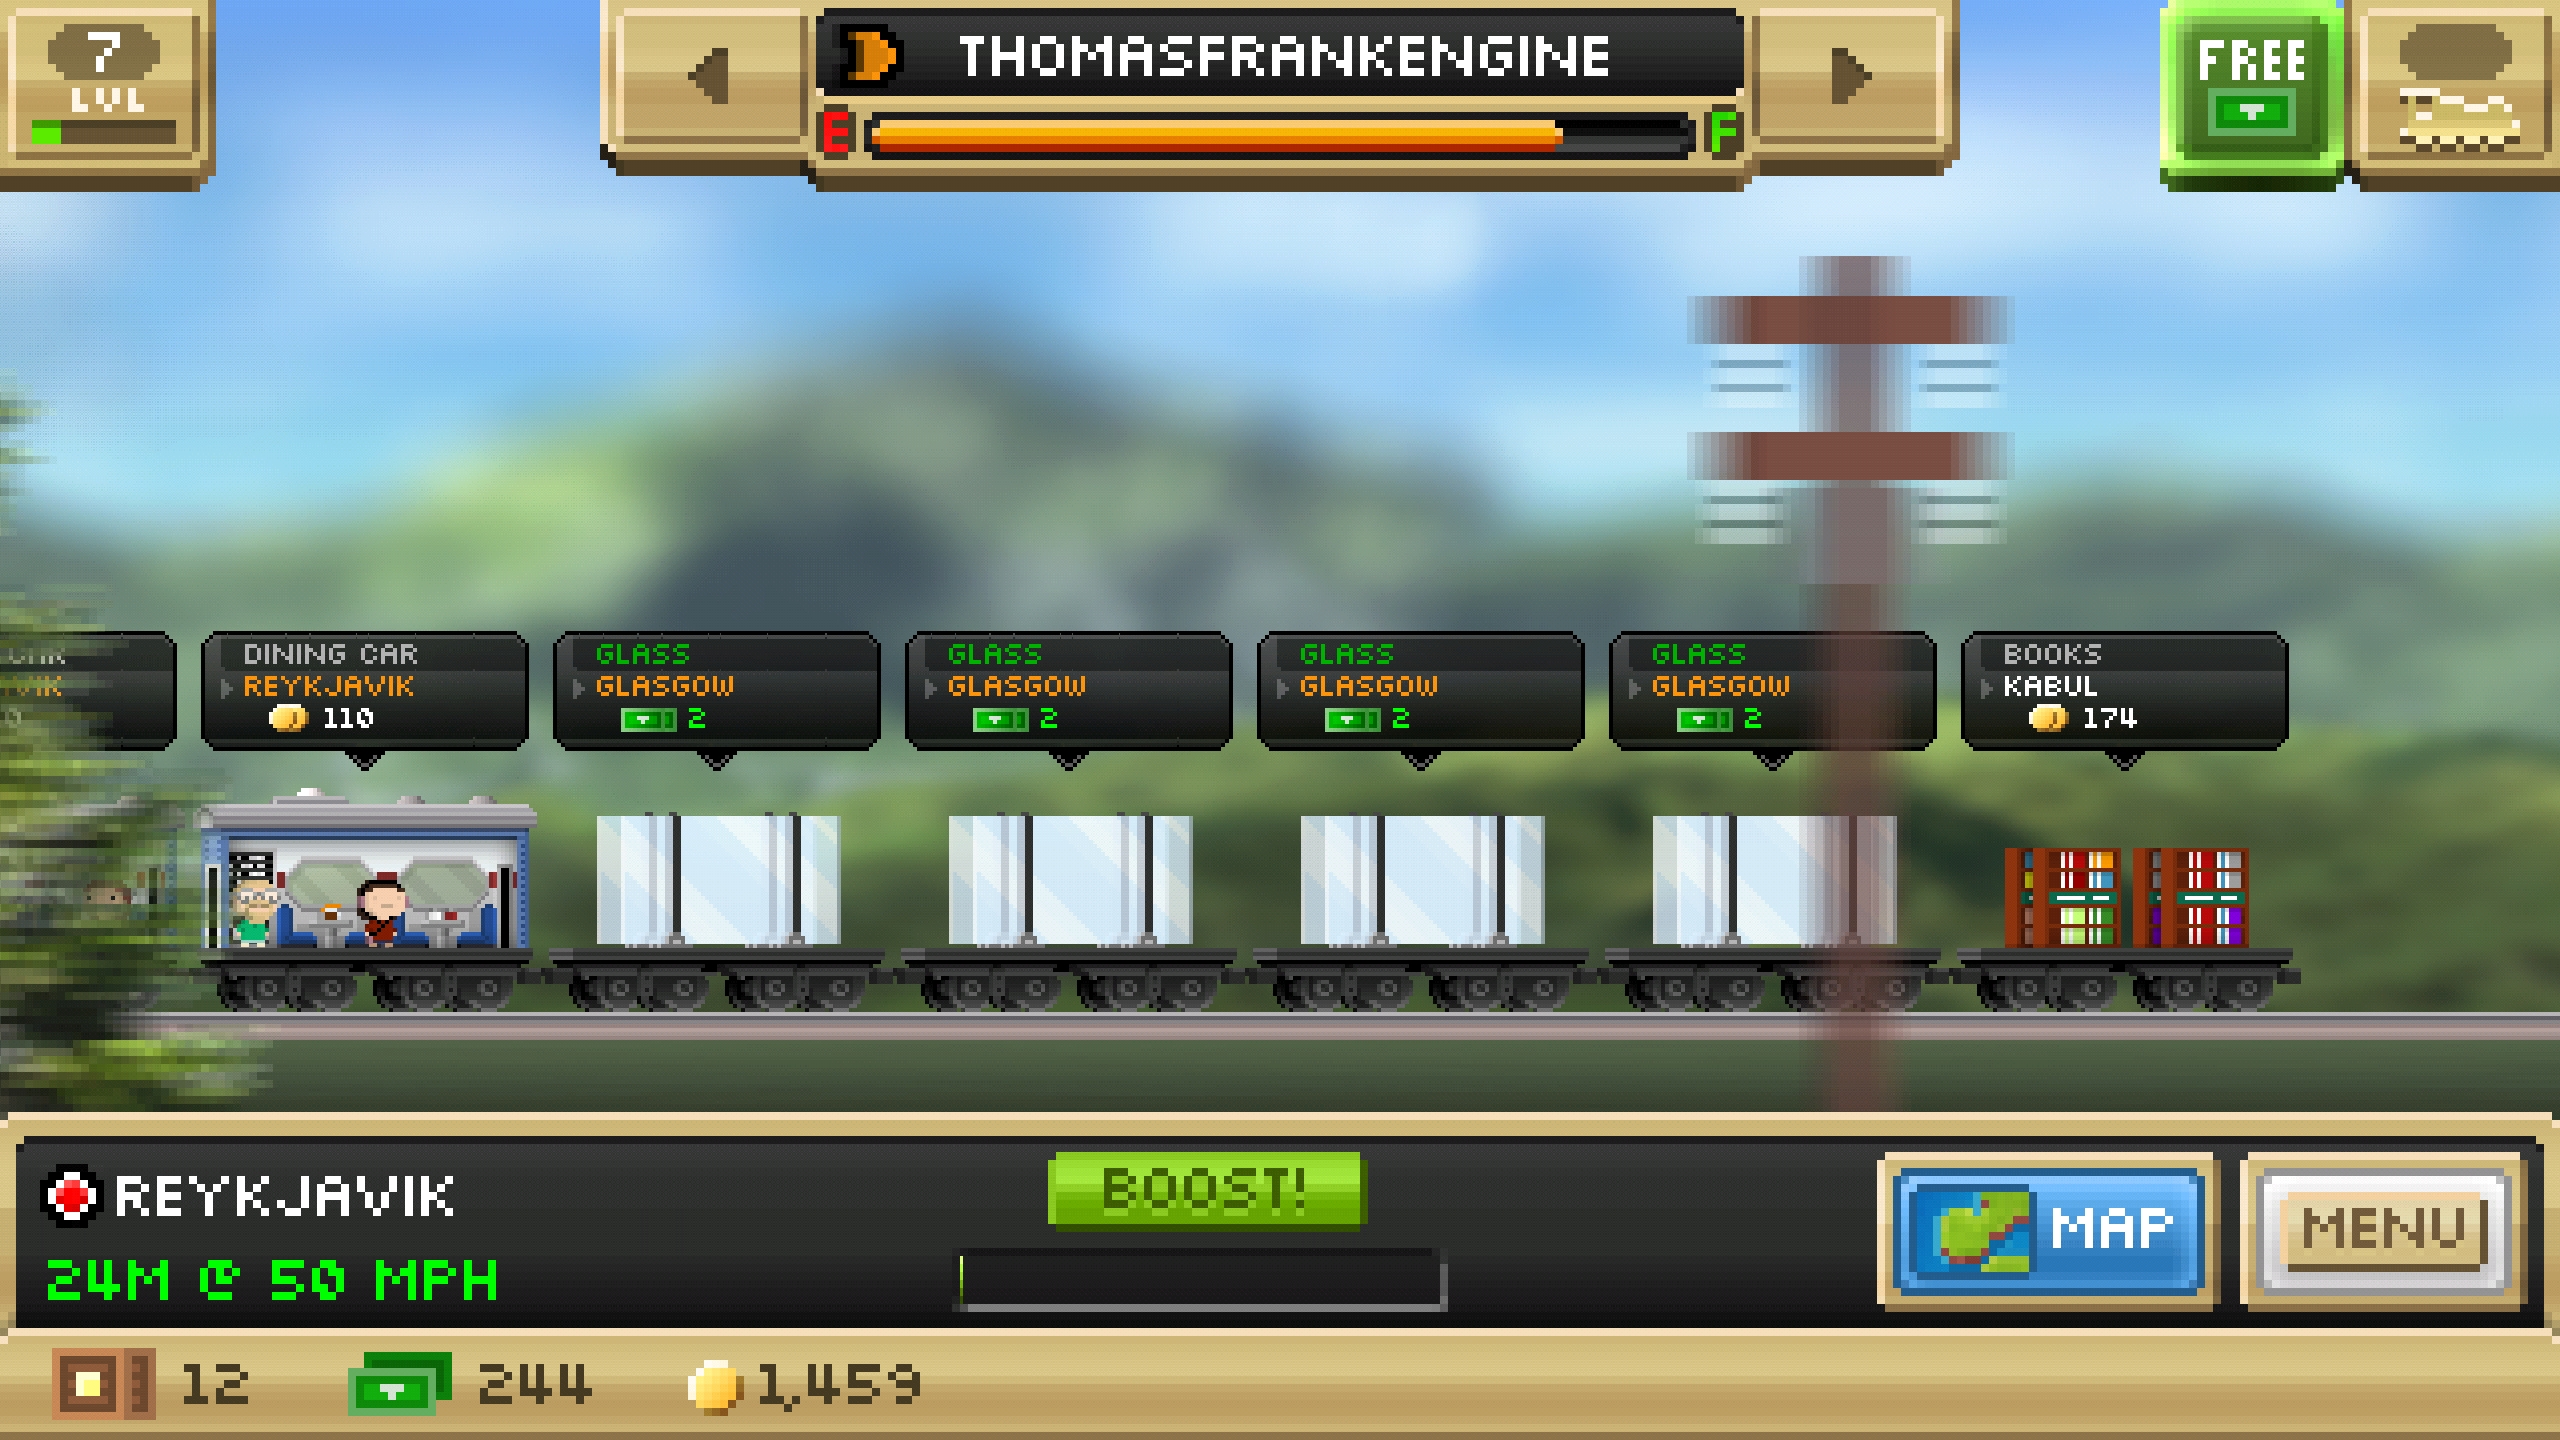 7
LVL
THOMASFRANKENGINE
E
F
FREE
DINING CAR
REYKJAVIK
110
GLASS
GLASGOW
2
GLASS
GLASGOW
2
GLASS
GLASGOW
2
GLASS
GLASGOW
2
BOOKS
KABUL
174
REYKJAVIK
24M @ 50 MPH
BOOST!
MAP
MENU
12
244
1,459